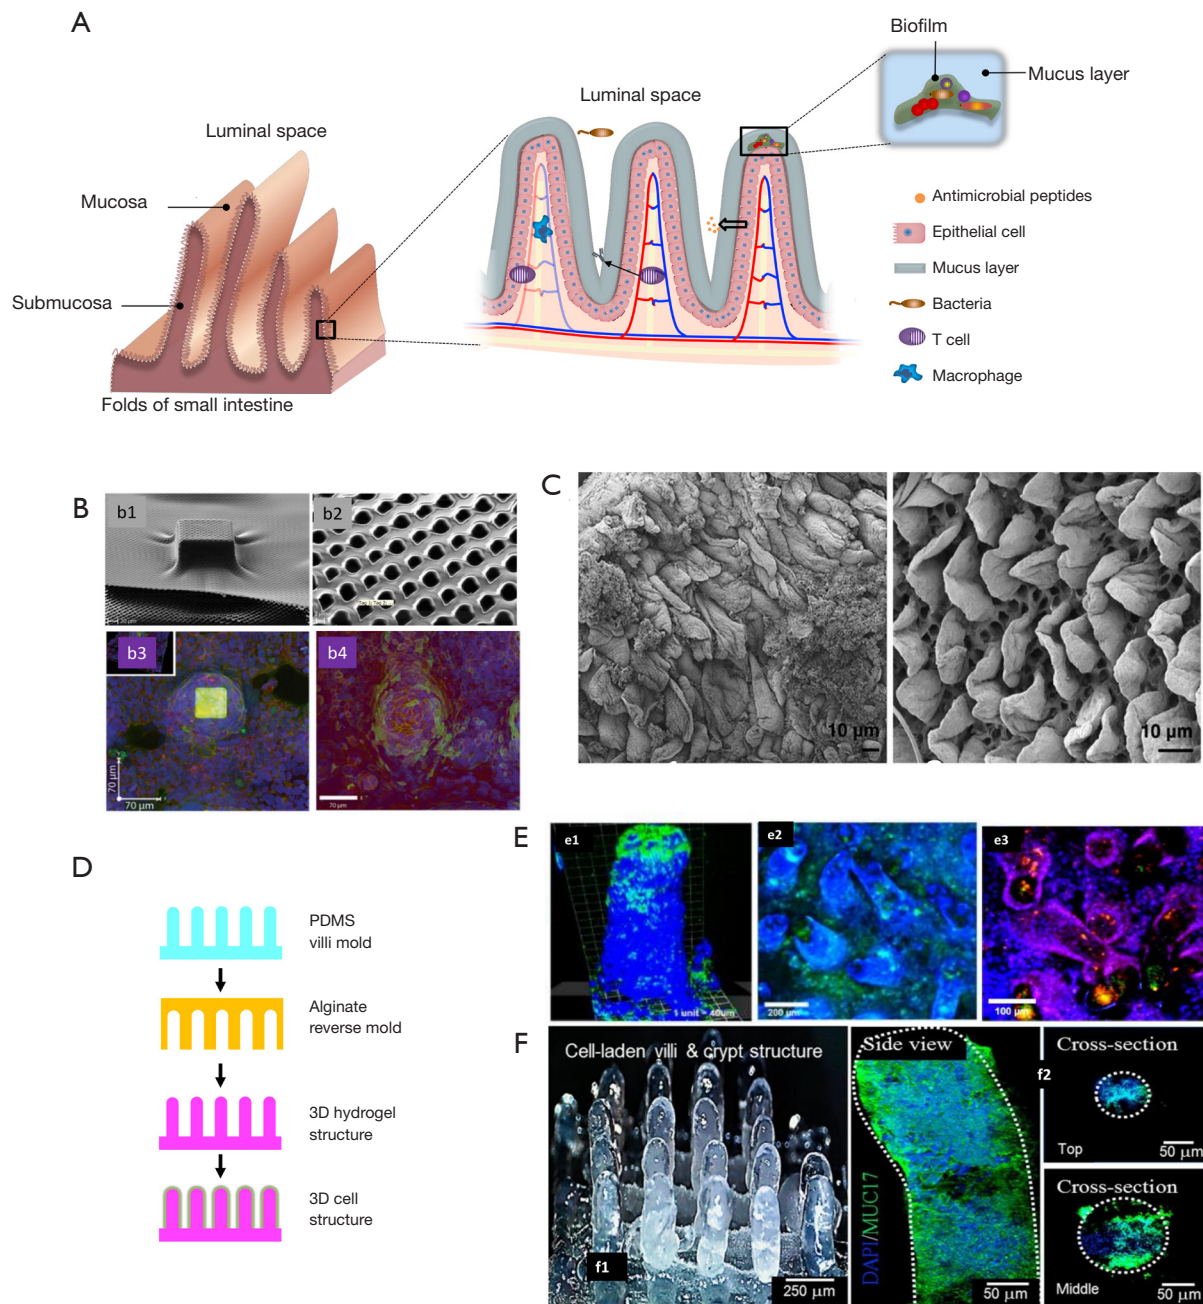 A
Luminal space
Mucosa
Submucosa
Folds of small intestine
Luminal space
Biofilm
Mucus layer
Antimicrobial peptides
Epithelial cell
Mucus layer
Bacteria
T cell
Macrophage
B
b1
b2
b3
70 µm
70 µm
b4
70 µm
C
10 µm
10 µm
D
PDMS
villi mold
Alginate
reverse mold
3D hydrogel
structure
3D cell
structure
E
e1
1 unit = 40um
e2
200 µm
e3
100 µm
F
Cell-laden villi & crypt structure
f1
250 µm
Side view
DAPI/MUC17
50 µm
f2
Cross-section
Top
50 µm
Cross-section
Middle
50 µm